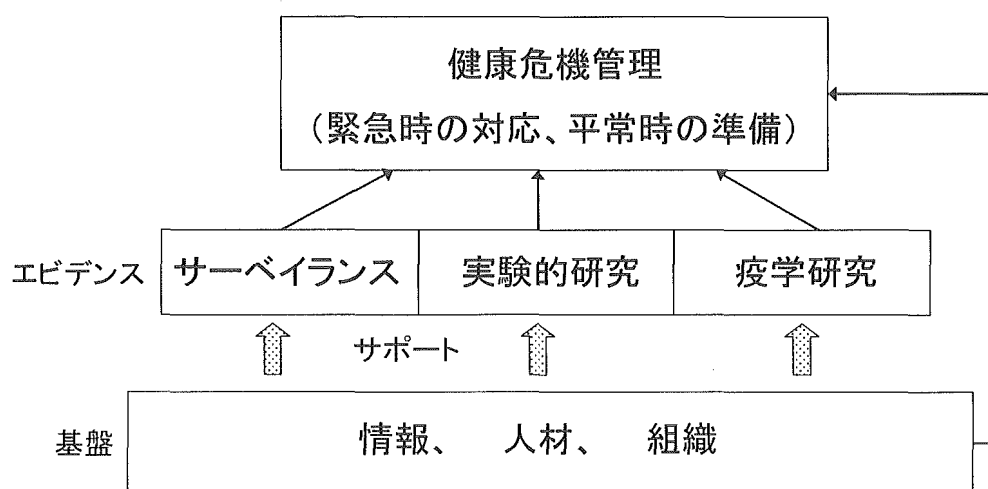 健康危機管理
（緊急時の対応、平常時の準備）
エビデンス
サーベイランス
実験的研究
疫学研究
サポート
基盤
情報、 人材、 組織